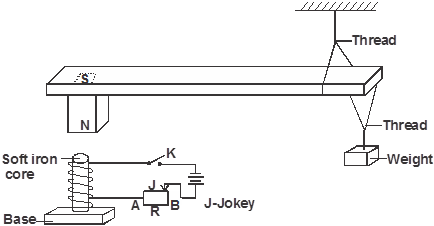 Thread
S
N
Thread
K
Soft iron
core
Weight
J
A
B
R
J-Jokey
Base